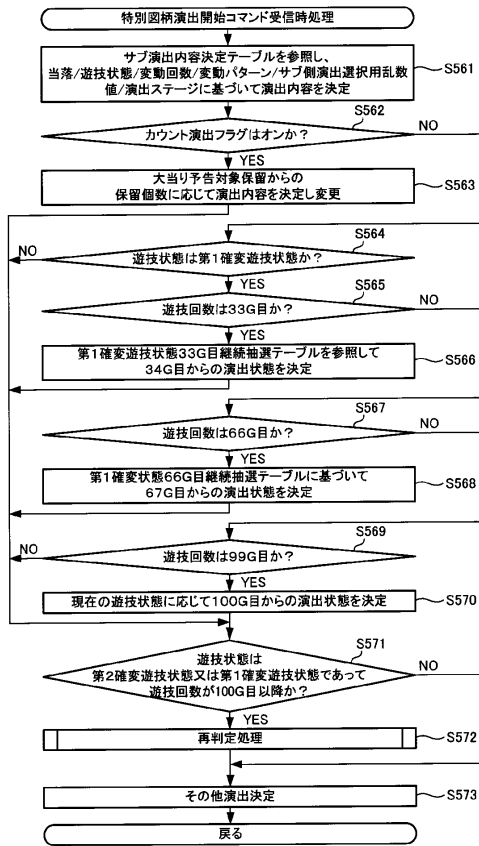 特別図柄演出開始コマンド受信時処理
サブ演出内容決定テーブルを参照し、
当落/遊技状態/変動回数/変動パターン/サブ側演出選択用乱数
値/演出ステージに基づいて演出内容を決定
S561
S562
カウント演出フラグはオンか?
NO
YES
大当り予告対象保留からの
保留個数に応じて演出内容を決定し変更
S563
S564
NO
遊技状態は第1確変遊技状態か?
YES
S565
遊技回数は33G目か?
NO
YES
第1確変遊技状態33G目継続抽選テーブルを参照して
34G目からの演出状態を決定
S566
S567
遊技回数は66G目か?
NO
YES
第1確変状態66G目継続抽選テーブルに基づいて
67G目からの演出状態を決定
S568
S569
NO
遊技回数は99G目か?
YES
現在の遊技状態に応じて100G目からの演出状態を決定
S570
S571
遊技状態は
第2確変遊技状態又は第1確変遊技状態であって
遊技回数が100G目以降か?
NO
YES
再判定処理
S572
その他演出決定
S573
戻る